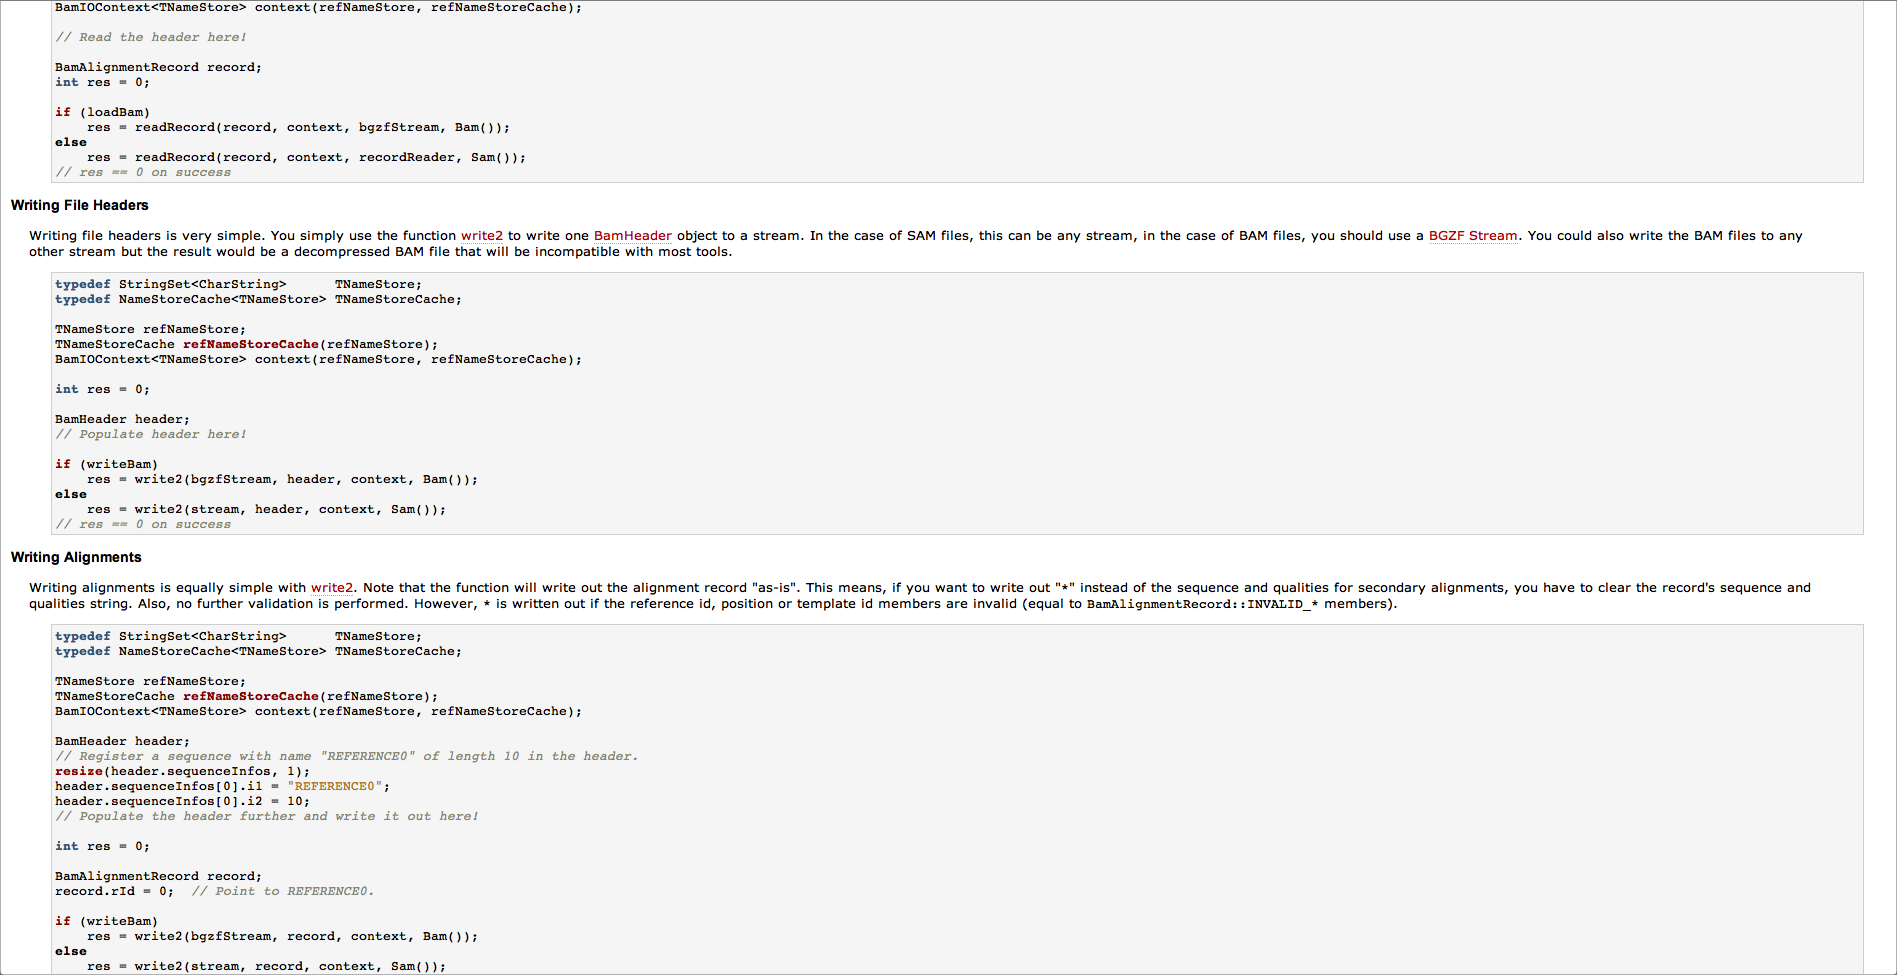 BamIOContext<TNameStore> context(refNameStore, refNameStoreCache);
// Read the header here!
BamAlignmentRecord record;
int res = 0;
if (loadBam)
    res = readRecord(record, context, bgzfStream, Bam());
else
    res = readRecord(record, context, recordReader, Sam());
// res == 0 on success
Writing File Headers
Writing file headers is very simple. You simply use the function write2 to write one BamHeader object to a stream. In the case of SAM files, this can be any stream, in the case of BAM files, you should use a BGZF Stream. You could also write the BAM files to any
other stream but the result would be a decompressed BAM file that will be incompatible with most tools.
typedef StringSet<CharString>      TNameStore;
typedef NameStoreCache<TNameStore> TNameStoreCache;
TNameStore refNameStore;
TNameStoreCache refNameStoreCache(refNameStore);
BamIOContext<TNameStore> context(refNameStore, refNameStoreCache);
int res = 0;
BamHeader header;
// Populate header here!
if (writeBam)
    res = write2(bgzfStream, header, context, Bam());
else
    res = write2(stream, header, context, Sam());
// res == 0 on success
Writing Alignments
Writing alignments is equally simple with write2. Note that the function will write out the alignment record "as-is". This means, if you want to write out "*" instead of the sequence and qualities for secondary alignments, you have to clear the record's sequence and
qualities string. Also, no further validation is performed. However, * is written out if the reference id, position or template id members are invalid (equal to BamAlignmentRecord::INVALID_* members).
typedef StringSet<CharString>      TNameStore;
typedef NameStoreCache<TNameStore> TNameStoreCache;
TNameStore refNameStore;
TNameStoreCache refNameStoreCache(refNameStore);
BamIOContext<TNameStore> context(refNameStore, refNameStoreCache);
BamHeader header;
// Register a sequence with name "REFERENCE0" of length 10 in the header.
resize(header.sequenceInfos, 1);
header.sequenceInfos[0].i1 = "REFERENCE0";
header.sequenceInfos[0].i2 = 10;
// Populate the header further and write it out here!
int res = 0;
BamAlignmentRecord record;
record.rId = 0;  // Point to REFERENCE0.
if (writeBam)
    res = write2(bgzfStream, record, context, Bam());
else
    res = write2(stream, record, context, Sam());